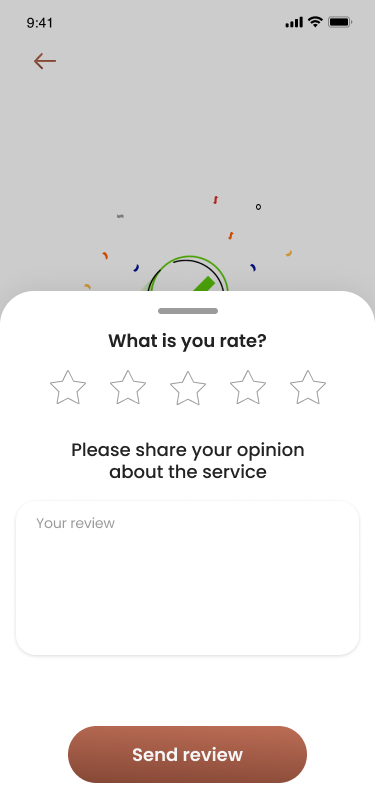 9:41
What is you rate?
Please share your opinion
about the service
Your review
Send review